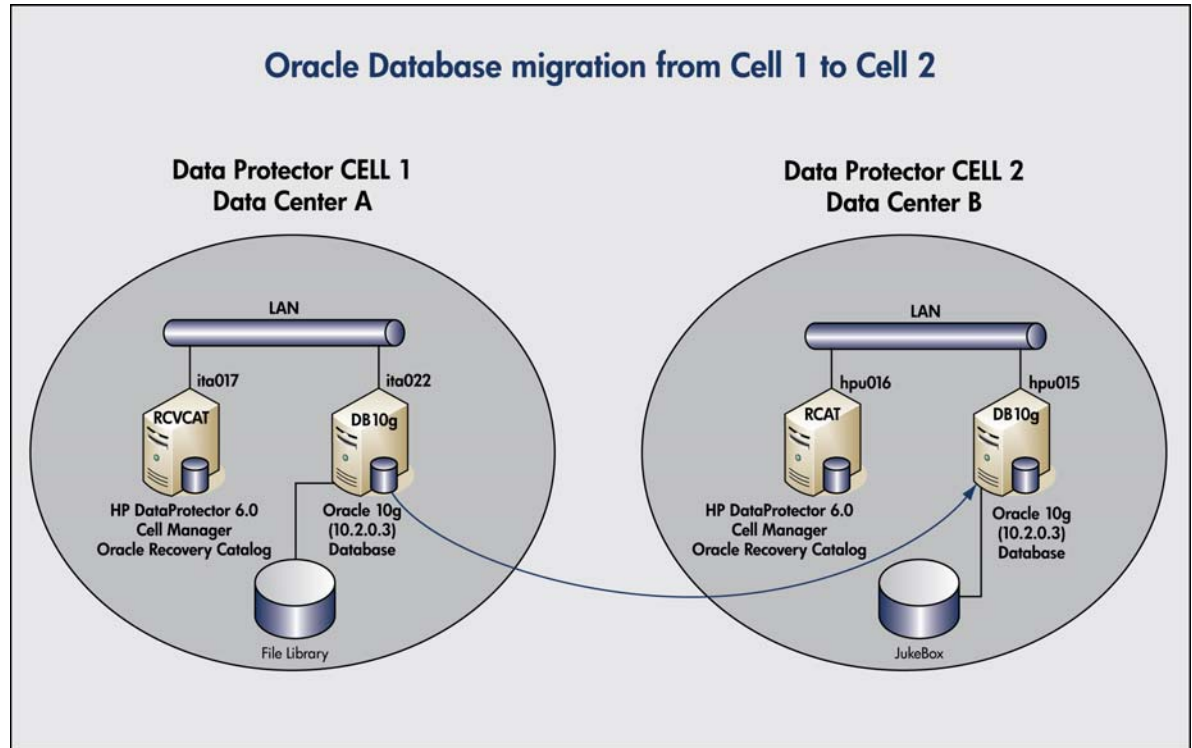 Oracle Database migration from Cell 1 to Cell 2
Data Protector CELL 1
Data Center A
LAN
ita017
ita022
RCVCAT
DB10g
HP DataProtector 6.0
Cell Manager
Oracle Recovery Catalog
Oracle 10g
(10.2.0.3)
Database
File Library
Data Protector CELL 2
Data Center B
LAN
hpu016
hpu015
RCAT
DB10g
HP DataProtector 6.0
Cell Manager
Oracle Recovery Catalog
Oracle 10g
(10.2.0.3)
Database
JukeBox